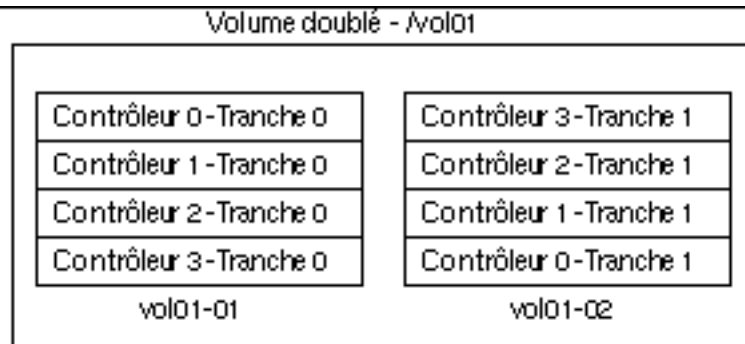 Volume doublé - /vol01
Contrôleur 0-Tranche 0
Contrôleur 1-Tranche 0
Contrôleur 2-Tranche 0
Contrôleur 3-Tranche 0
vol01-01
Contrôleur 3-Tranche 1
Contrôleur 2-Tranche 1
Contrôleur 1-Tranche 1
Contrôleur 0-Tranche 1
vol01-02